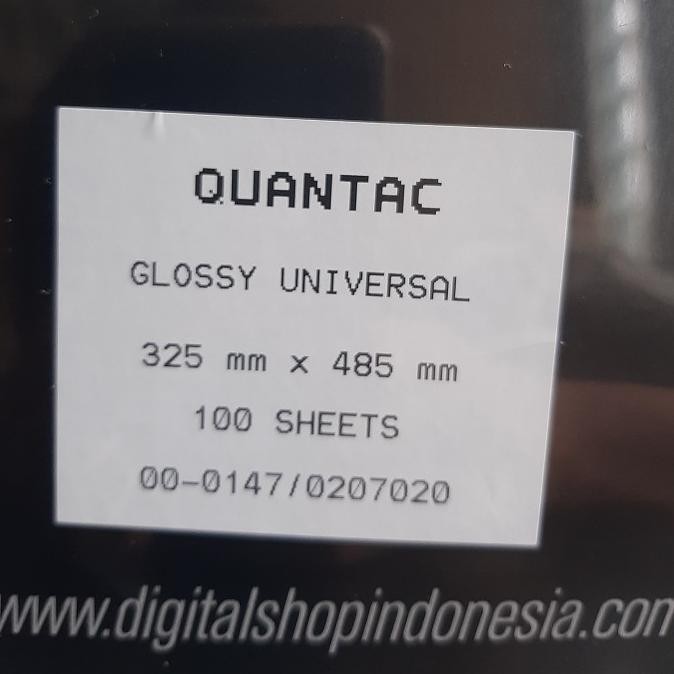 QUANTAC
GLOSSY UNIVERSAL
325 mm x 485 mm
100 SHEETS
00-0147/0207020
www.digitalshopindonesia.com